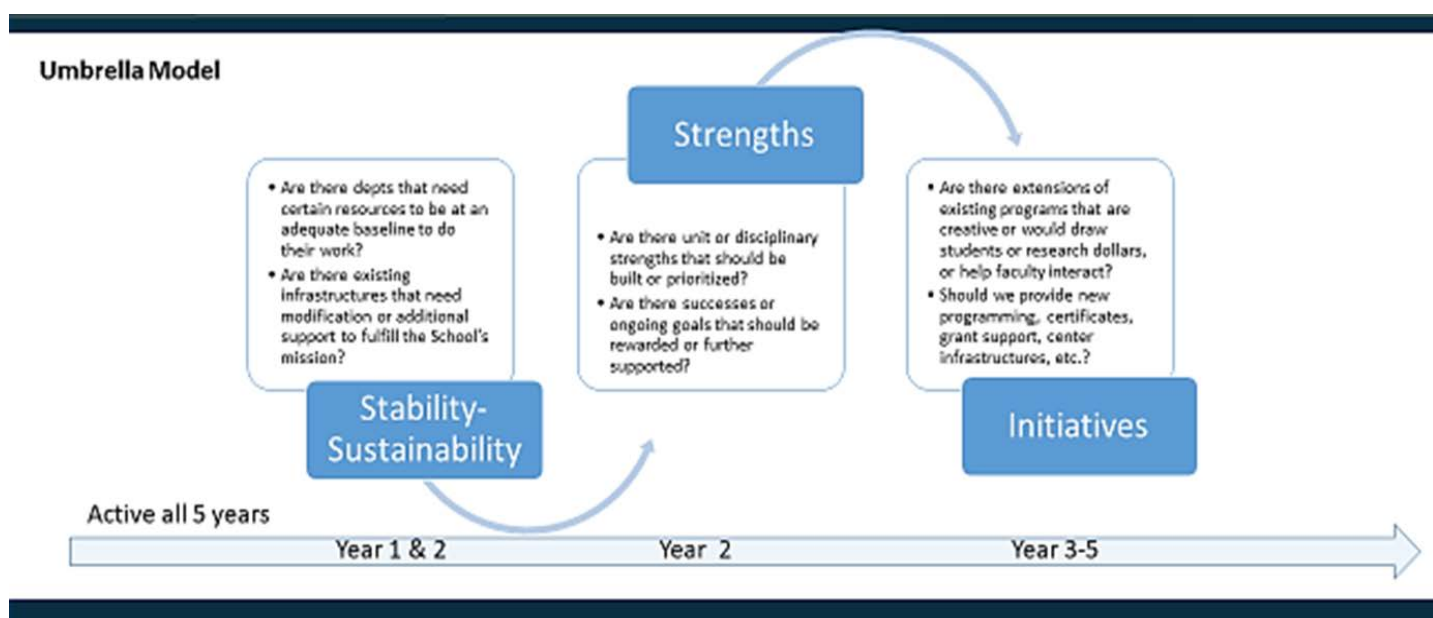 Umbrella Model
• Are there depts that need
certain resources to be at an
adequate baseline to do
their work?
• Are there existing
infrastructures that need
modification or additional
support to fulfill the School's
mission?
Stability-
Sustainability
Strengths
• Are there unit or disciplinary
strengths that should be
built or prioritized?
• Are there successes or
ongoing goals that should be
rewarded or further
supported?
• Are there extensions of
existing programs that are
creative or would draw
students or research dollars,
or help faculty interact?
• Should we provide new
programming, certificates,
grant support, center
infrastructures, etc.?
Initiatives
Active all 5 years
Year 1 & 2
Year 2
Year 3-5